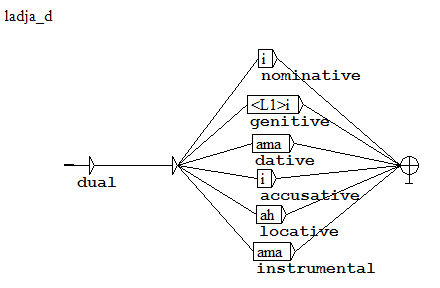 ladja_d
i
nominative
<L1>i
genitive
ama
dative
dual
i
accusative
ah
locative
ama
instrumental